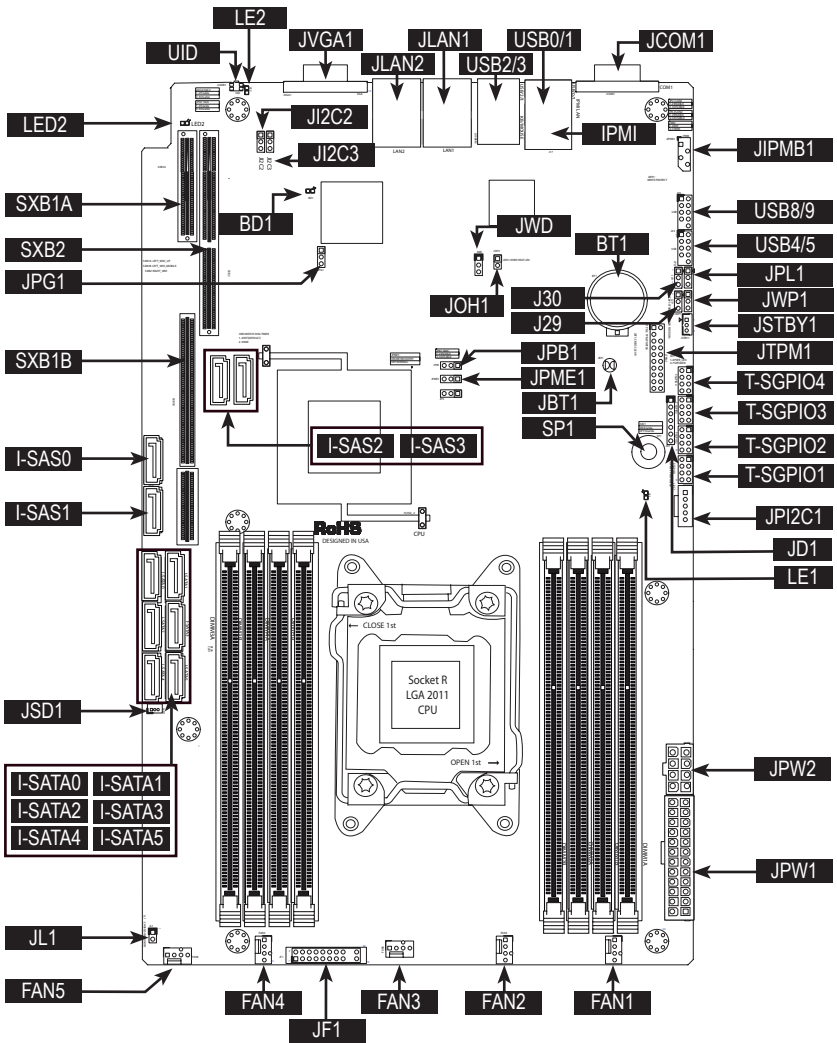 LE2
UID
JVGA1
JLAN1
USB0/1
JCOM1
JLAN2
USB2/3
LED2
LED2
JI2C2
IPMI
JI2C3
JIPMB1
LAN2
LAN1
COM1
SXB1A
BD1
JWD
USB8/9
SXB2
BT1
USB4/5
JPG1
JPL1
JOH1
J30
JWP1
J29
JSTBY1
SXB1B
JPB1
JTPM1
JPME1
T-SGPIO4
JBT1
T-SGPIO3
SP1
I-SAS2
I-SAS3
T-SGPIO2
I-SAS0
T-SGPIO1
I-SAS1
JPI2C1
RoHS
DESIGNED IN USA
CPU
JD1
LE1
← CLOSE 1st
Socket R
LGA 2011
CPU
OPEN 1st →
JSD1
JPW2
I-SATA0
I-SATA1
I-SATA2
I-SATA3
I-SATA4
I-SATA5
JPW1
JL1
FAN5
FAN4
JF1
FAN3
FAN2
FAN1